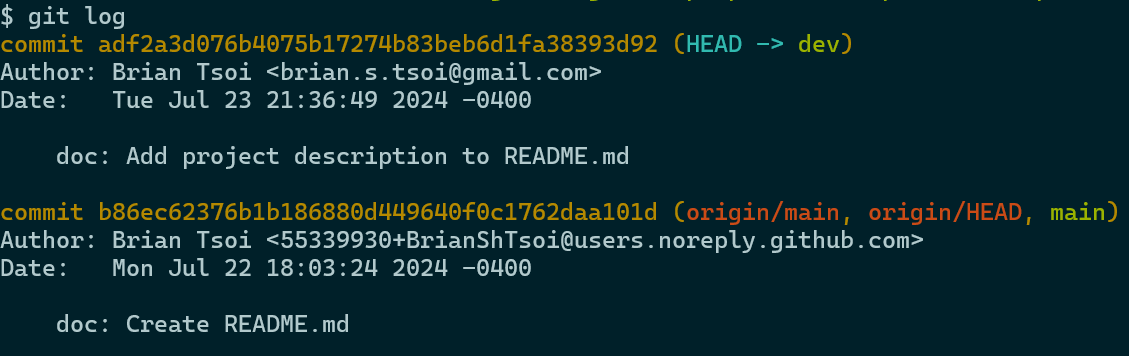 $ git log
commit adf2a3d076b4075b17274b83beb6d1fa38393d92 (HEAD -> dev)
Author: Brian Tsoi <brian.s.tsoi@gmail.com>
Date:   Tue Jul 23 21:36:49 2024 -0400
    doc: Add project description to README.md
commit b86ec62376b1b186880d449640f0c1762daa101d (origin/main, origin/HEAD, main)
Author: Brian Tsoi <55339930+BrianShTsoi@users.noreply.github.com>
Date:   Mon Jul 22 18:03:24 2024 -0400
    doc: Create README.md